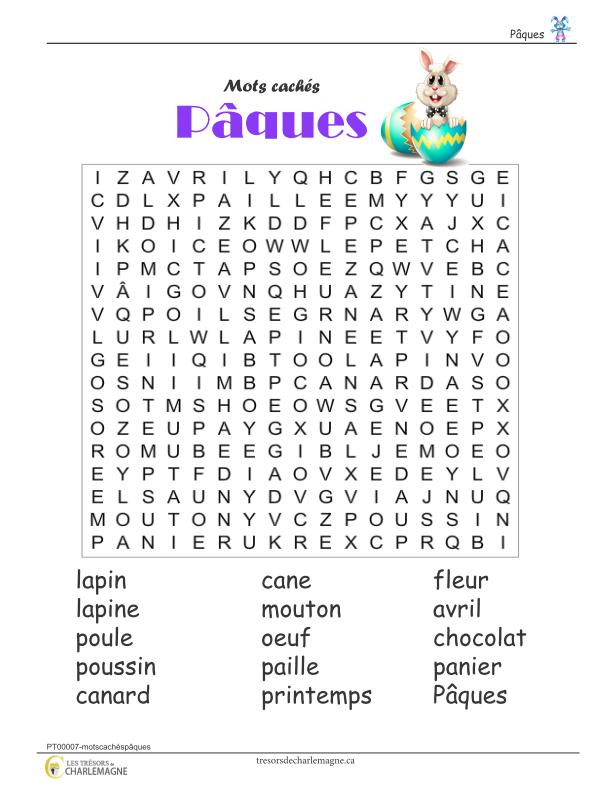 Pâques
Mots cachés
Pâques
I Z A V R I L Y Q H C B F G S G E
C D L X P A I L L E E M Y Y Y U I
V H D H I Z K D D F P C X A J X C
I K O I C E O W W L E P E T C H A
I P M C T A P S O E Z Q W V E B C
V Â I G O V N Q H U A Z Y T I N E
V Q P O I L S E G R N A R Y W G A
L U R L W L A P I N E E T V Y F O
G E I I Q I B T O O L A P I N V O
O S N I I M B P C A N A R D A S O
S O T M S H O E O W S G V E E T X
O Z E U P A Y G X U A E N O E P X
R O M U B E E G I B L J E M O E O
E Y P T F D I A O V X E D E Y L V
E L S A U N Y D V G V I A J N U Q
M O U T O N Y V C Z P O U S S I N
P A N I E R U K R E X C P R Q B I
lapin cane fleur
lapine mouton avril
poule oeuf chocolat
poussin paille panier
canard printemps Pâques
PT00007-motscachéspâques
LES TRÉSORS de
CHARLEMAGNE
tresorsdecharlemagne.ca